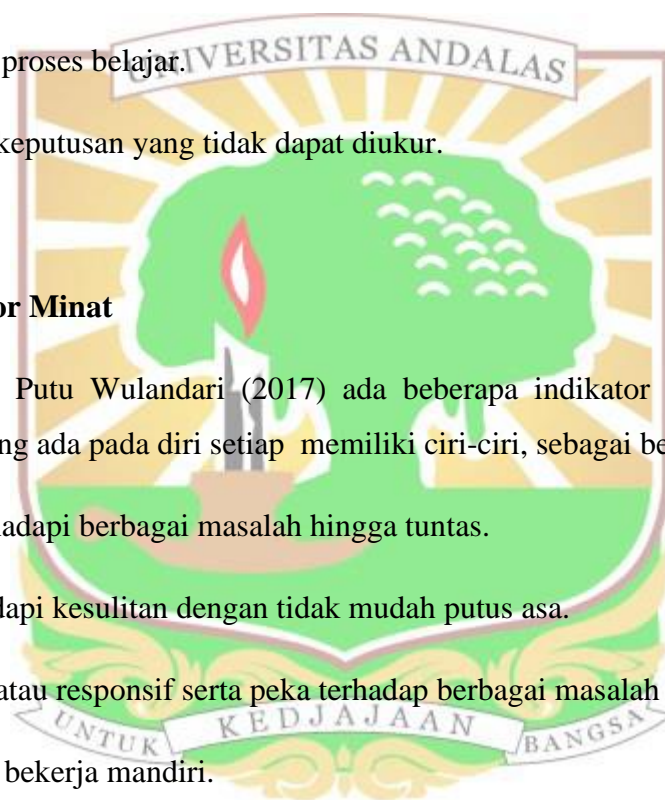 UNIVERSITAS ANDALAS
proses belajar.
keputusan yang tidak dapat diukur.
or Minat
Putu Wulandari (2017) ada beberapa indikator
ng ada pada diri setiap memiliki ciri-ciri, sebagai be
hadapi berbagai masalah hingga tuntas.
dapi kesulitan dengan tidak mudah putus asa.
atau responsif serta peka terhadap berbagai masalah
UNTUK KEDJAJAAN BANGSA
bekerja mandiri.